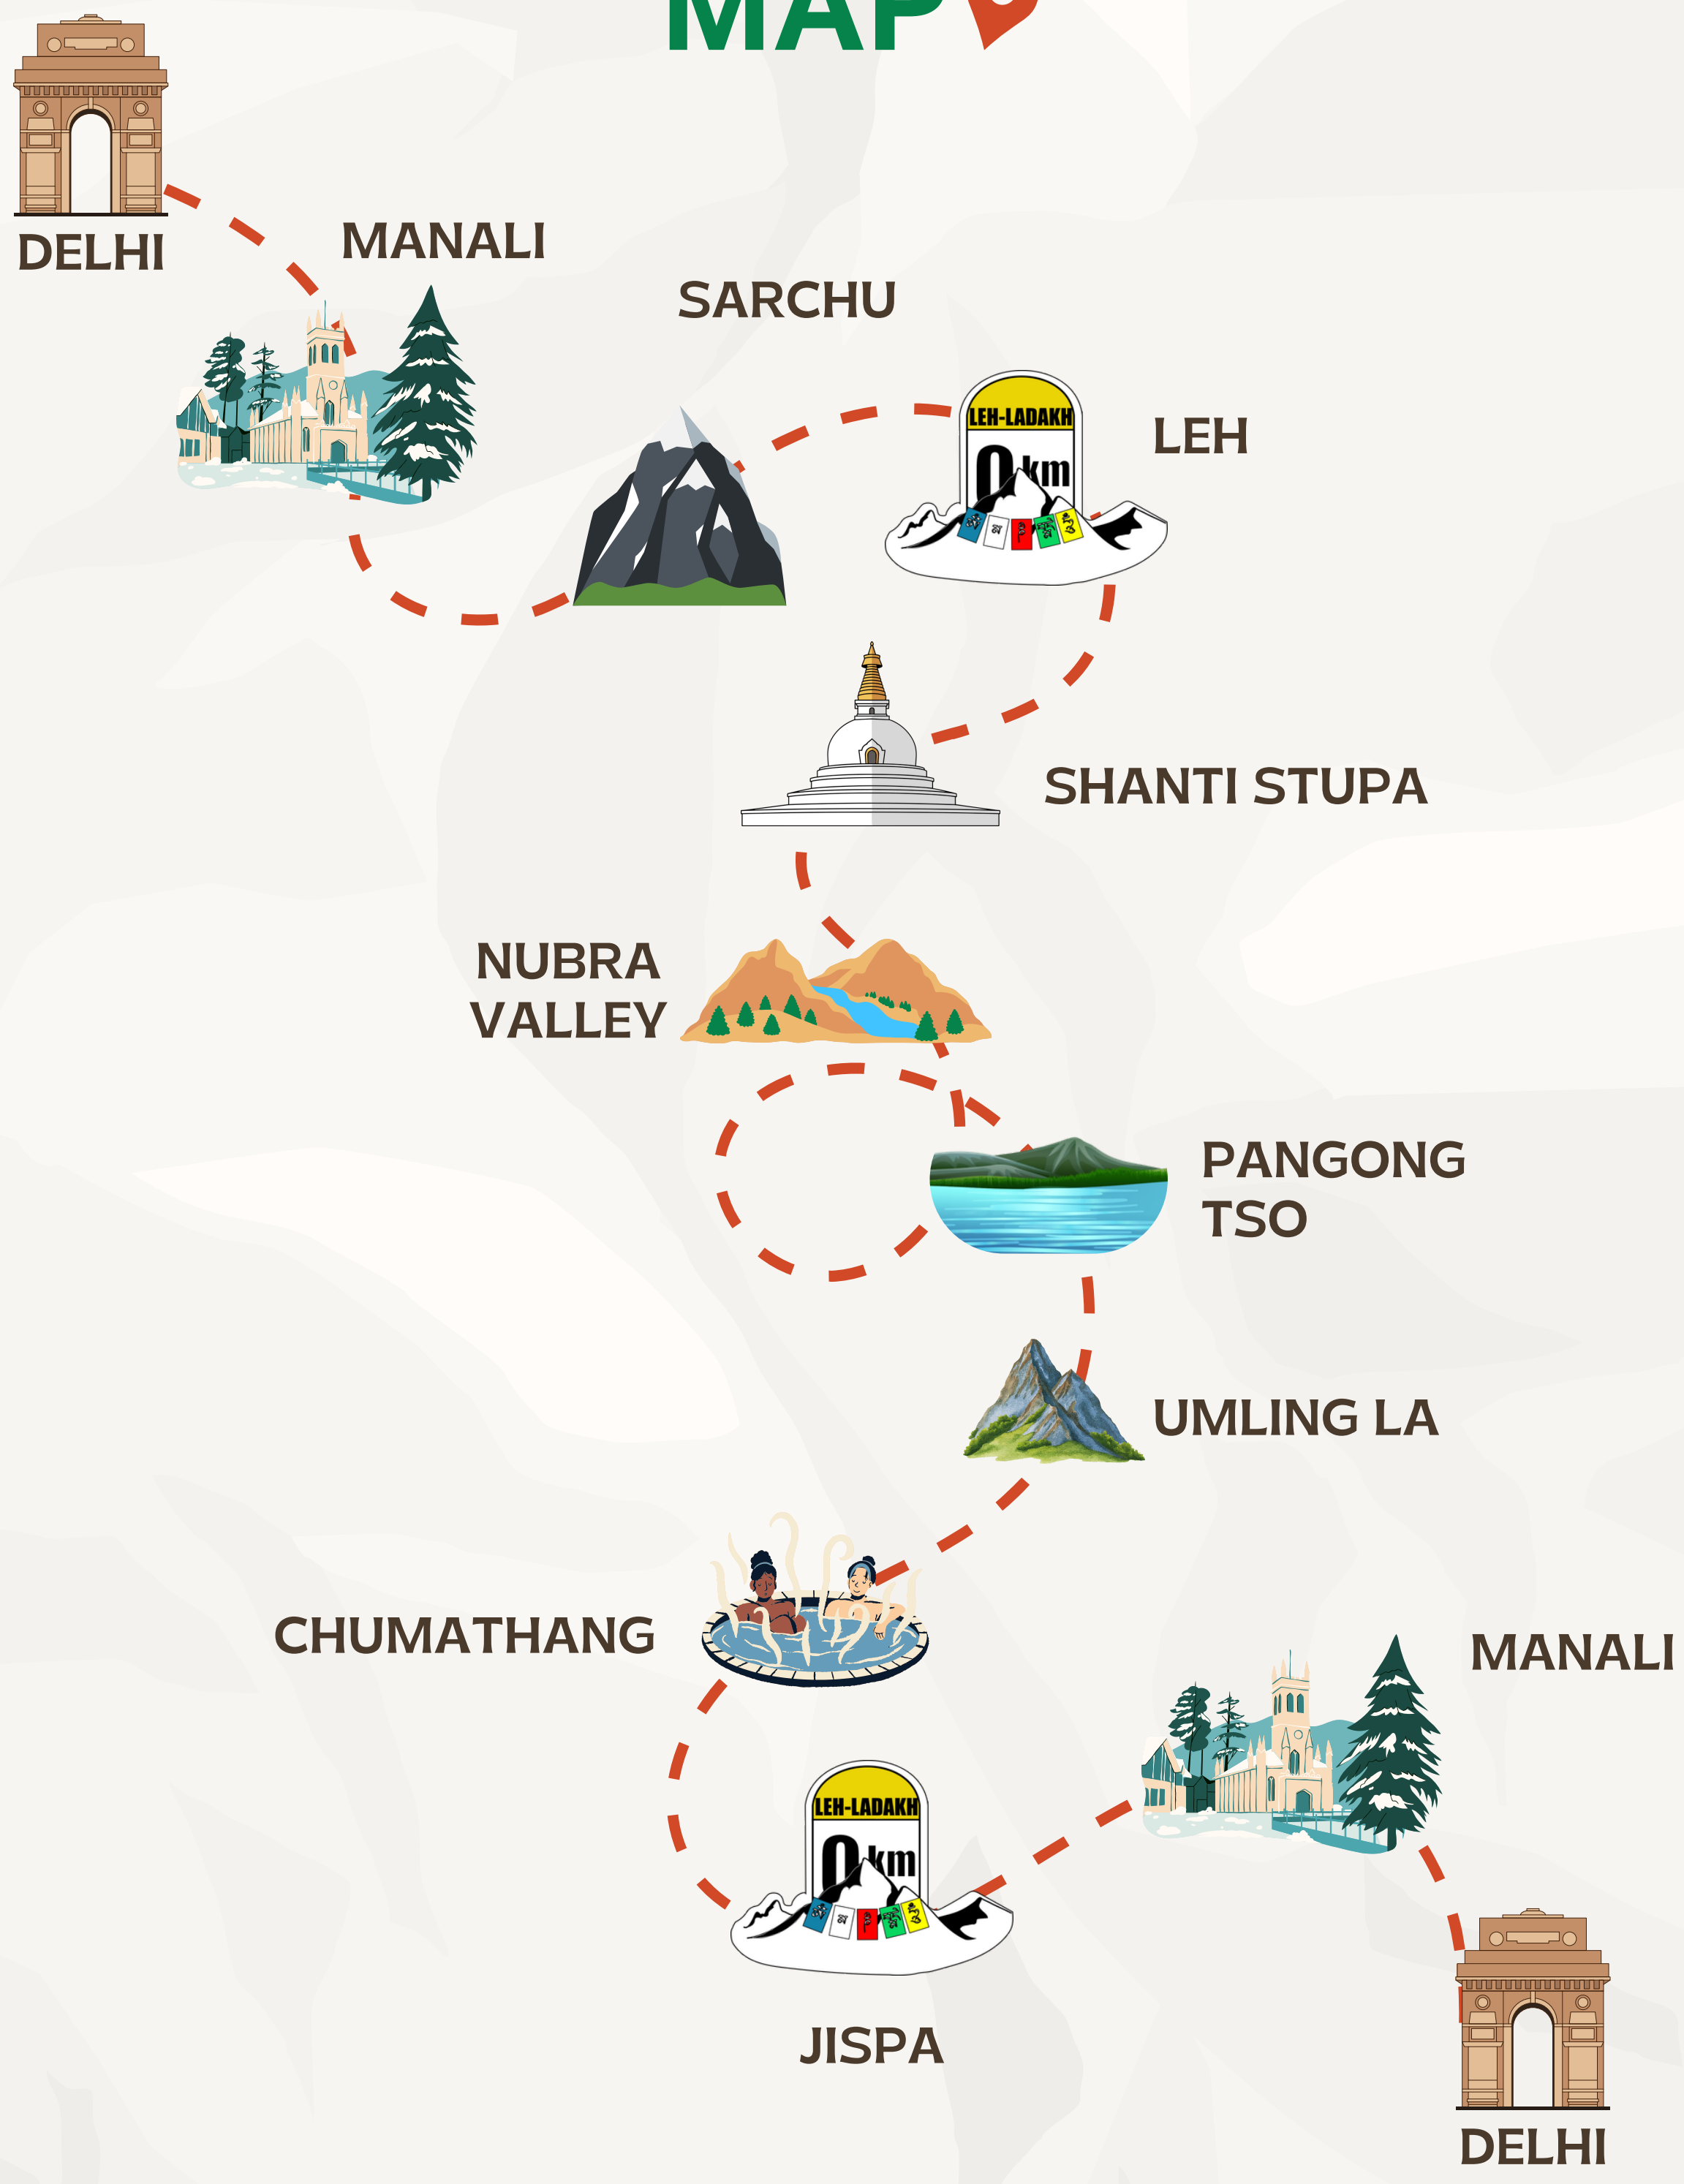 MAP
DELHI
MANALI
SARCHU
LEH-LADAKH
0 km
LEH
SHANTI STUPA
NUBRA
VALLEY
PANGONG
TSO
UMLING LA
CHUMATHANG
MANALI
LEH-LADAKH
0 km
JISPA
DELHI